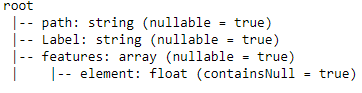 root
 |-- path: string (nullable = true)
 |-- Label: string (nullable = true)
 |-- features: array (nullable = true)
 |    |-- element: float (containsNull = true)